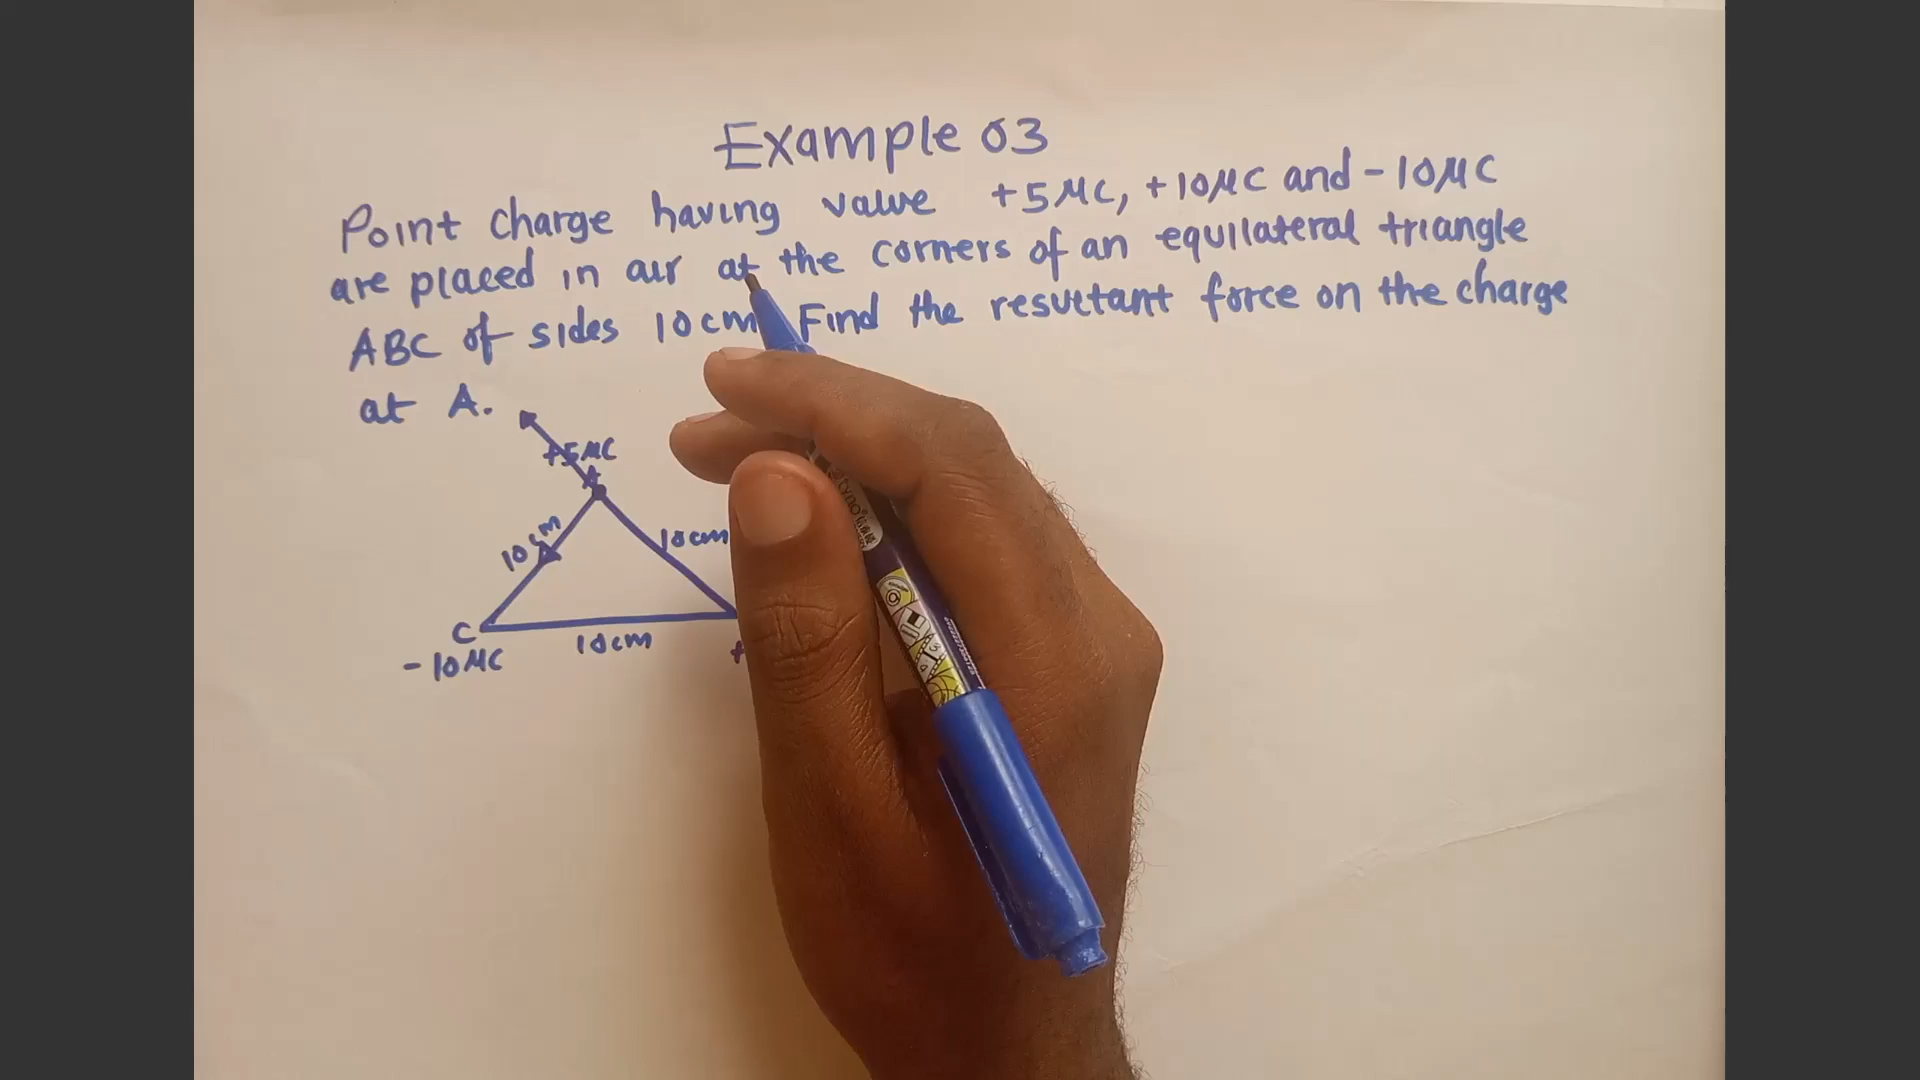 Example 03
Point charge having value +5μC, +10μC and -10μC
are placed in air at the corners of an equilateral triangle
ABC of sides 10cm Find the resultant force on the charge
at A.
+5μC
A
10cm
10cm
C
10cm
-10μC
+